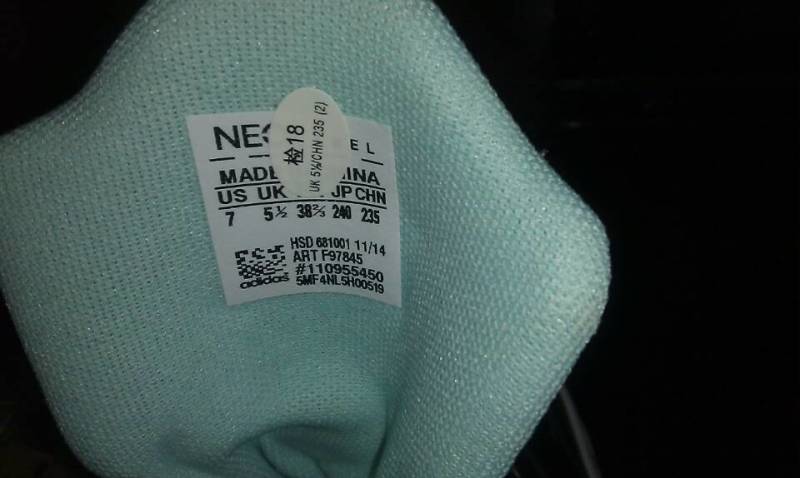 NEO
EL
检18
UK 5½/CHN 235 (2)
MADE
INA
US UK JP CHN
7 5½ 38⅔ 240 235
HSD 681001 11/14
ART F97845
#110955450
adidas 5MF4NL5H00519